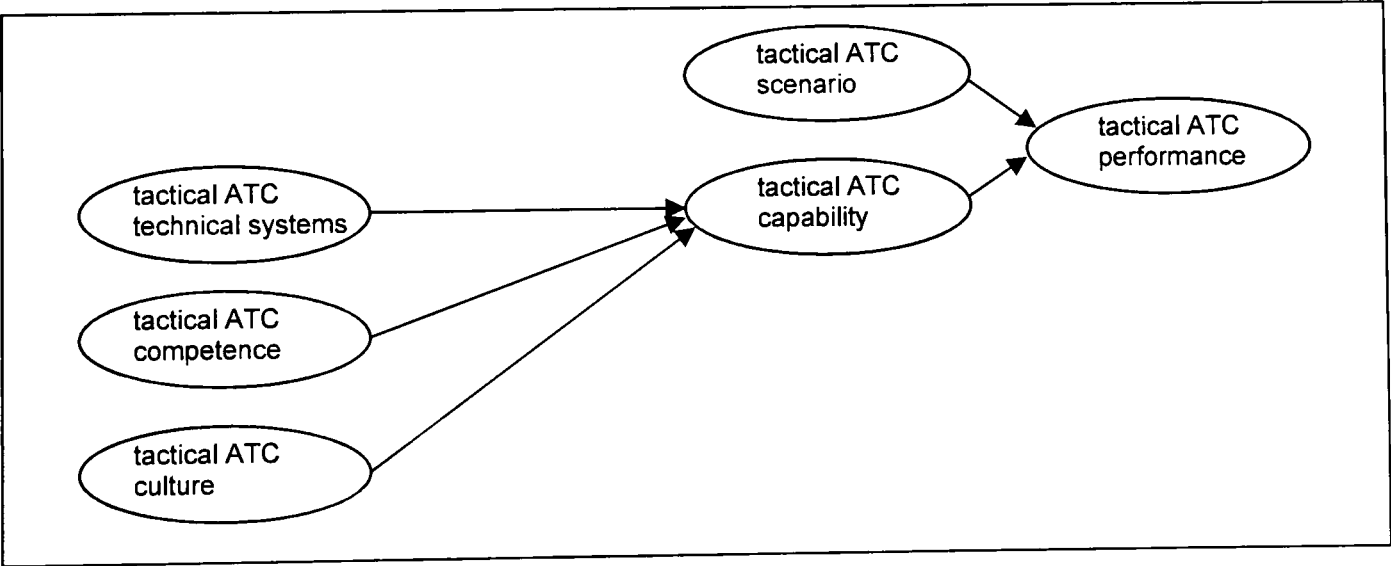 tactical ATC
scenario
tactical ATC
performance
tactical ATC
capability
tactical ATC
technical systems
tactical ATC
competence
tactical ATC
culture